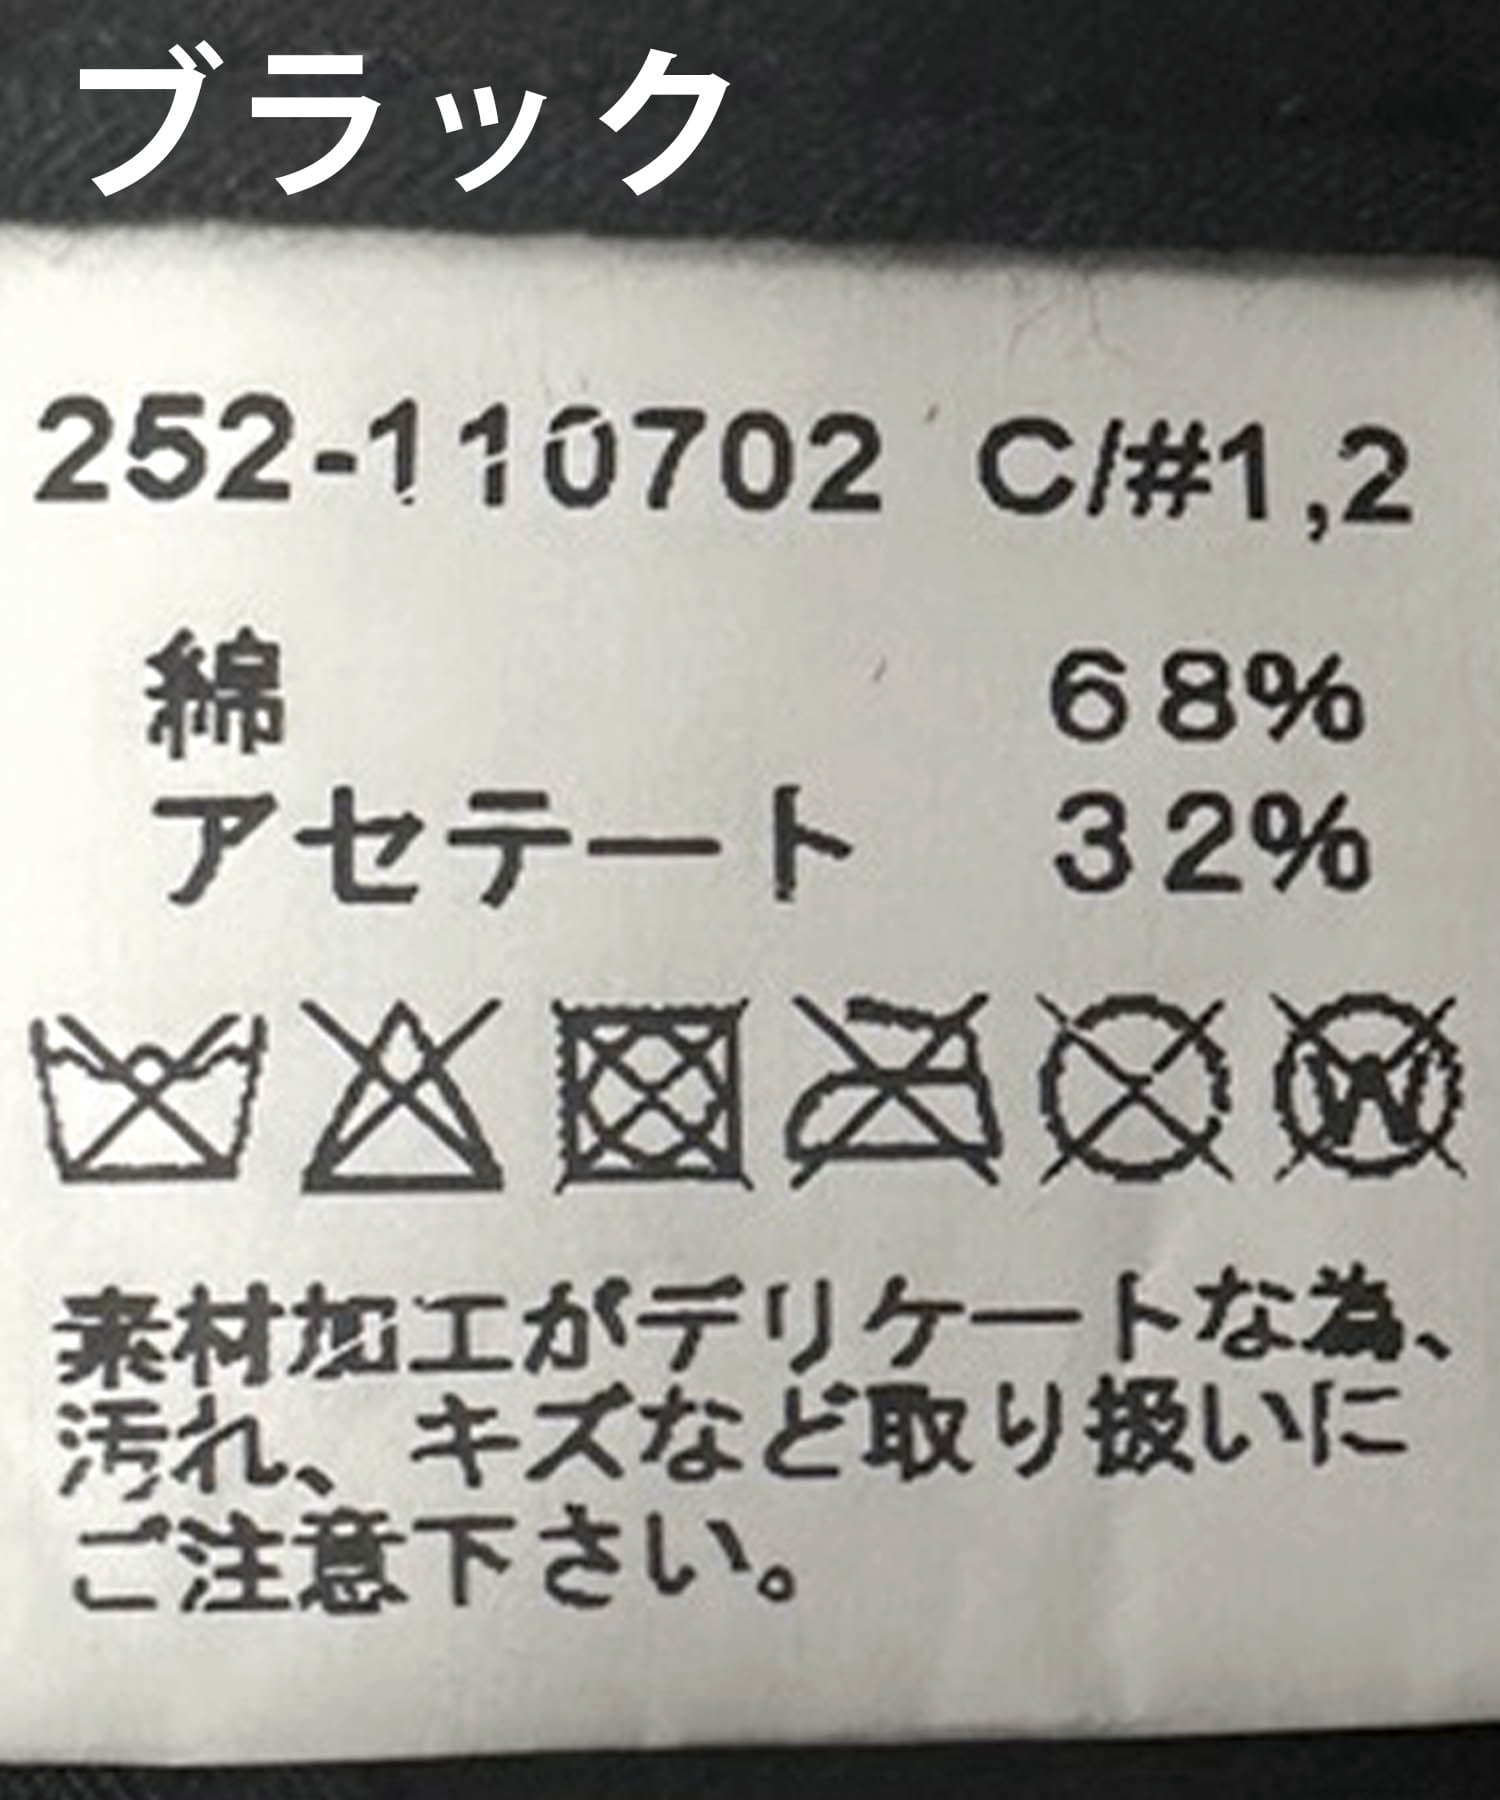 ブラック
252-110702 C/#1,2
綿 68%
アセテート 32%
W
素材加工がデリケートな為、
汚れ、キズなど取り扱いに
ご注意下さい。